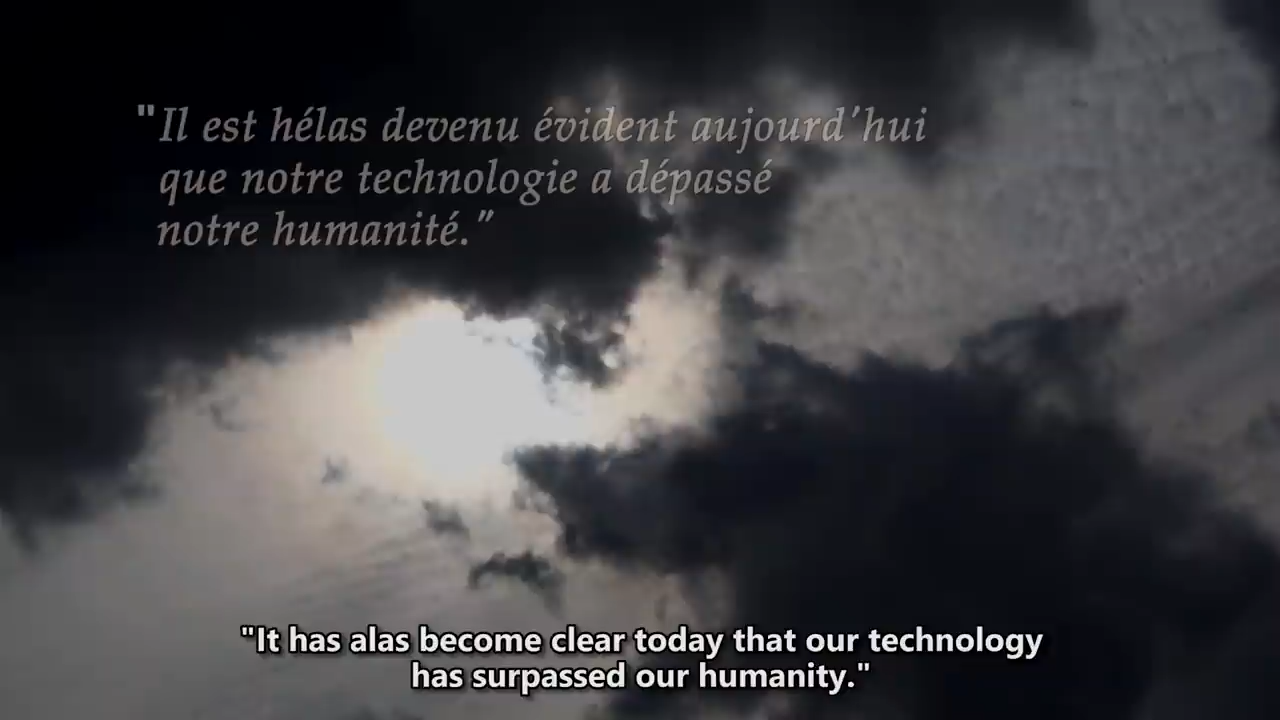 "Il est hélas devenu évident aujourd'hui
que notre technologie a dépassé
notre humanité."
"It has alas become clear today that our technology
has surpassed our humanity."